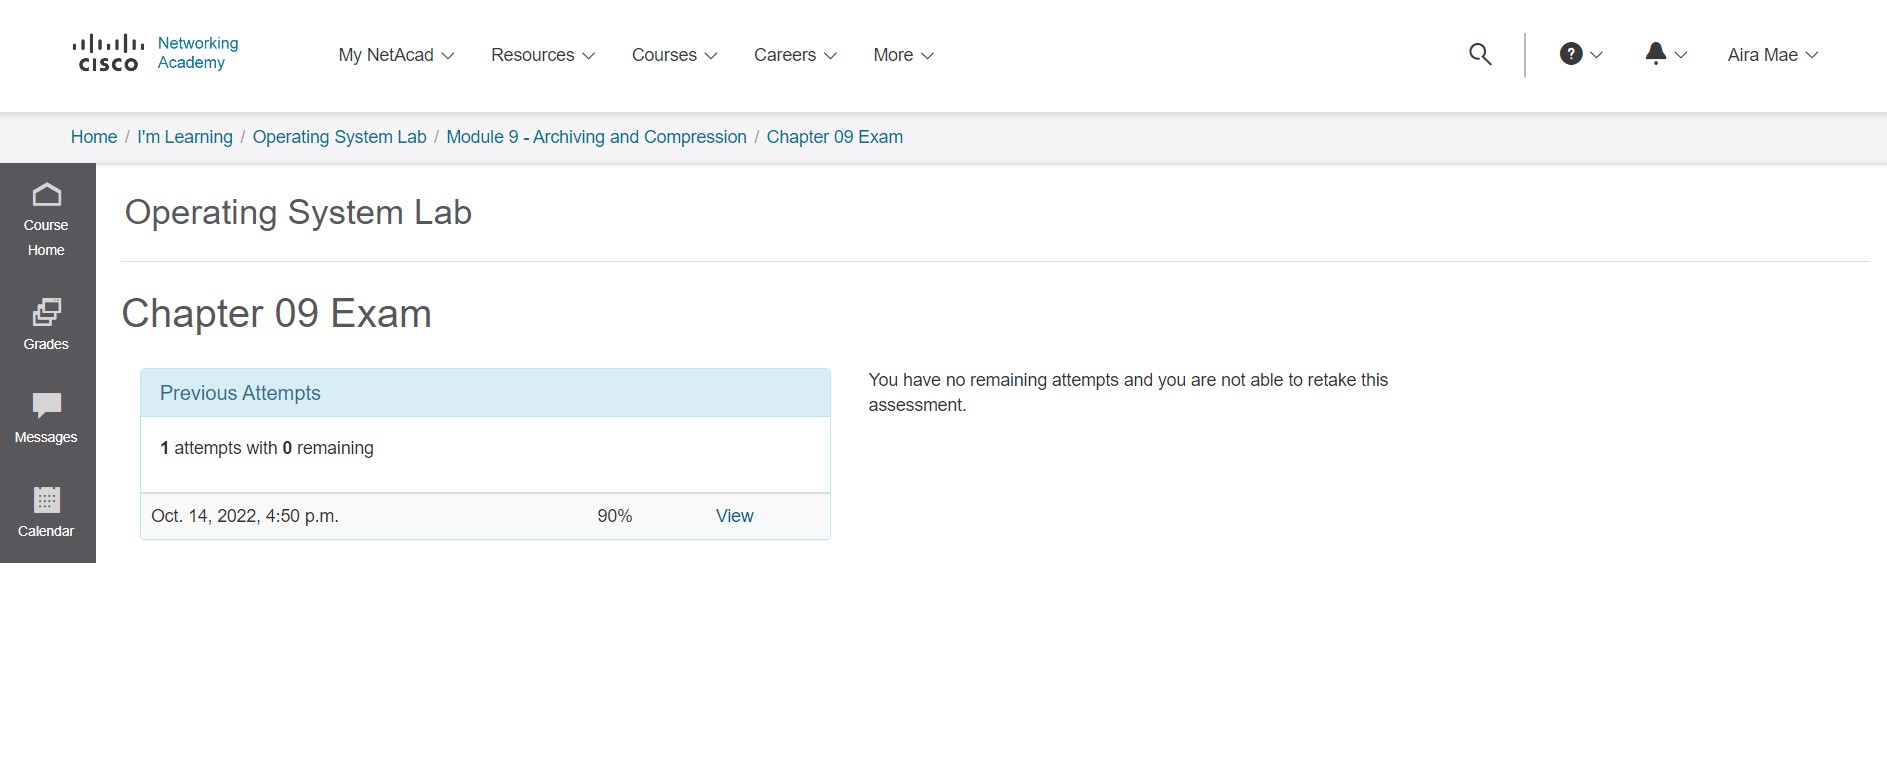 CISCO
Networking
Academy
My NetAcad
Resources
Courses
Careers
More
?
Aira Mae
Home / I'm Learning / Operating System Lab / Module 9 - Archiving and Compression / Chapter 09 Exam
Course
Home
Grades
Messages
Calendar
Operating System Lab
Chapter 09 Exam
Previous Attempts
1 attempts with 0 remaining
Oct. 14, 2022, 4:50 p.m. 90% View
You have no remaining attempts and you are not able to retake this
assessment.